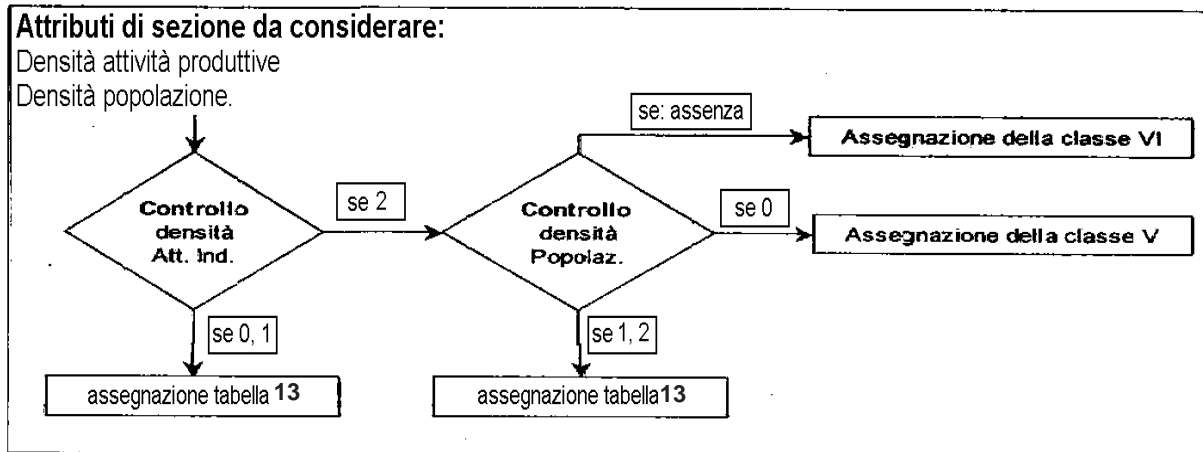 Attributi di sezione da considerare:
Densità attività produttive
Densità popolazione.
se: assenza
Assegnazione della classe VI
Controllo
densità
Att. Ind.
se 2
Controllo
densità
Popolaz.
se 0
Assegnazione della classe V
se 0, 1
se 1, 2
assegnazione tabella 13
assegnazione tabella 13